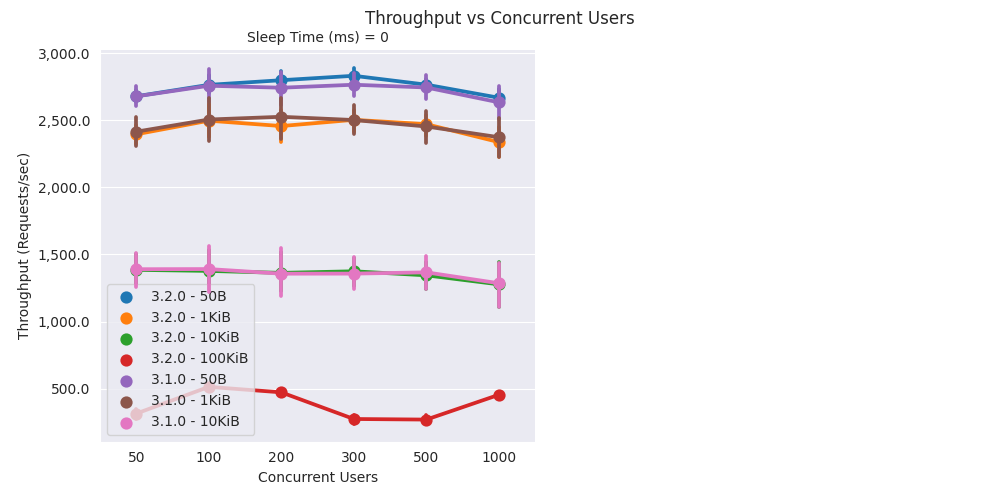 Throughput vs Concurrent Users
Sleep Time (ms) = 0
3,000.0
2,500.0
2,000.0
1,500.0
1,000.0
500.0
Throughput (Requests/sec)
3.2.0 - 50B
3.2.0 - 1KiB
3.2.0 - 10KiB
3.2.0 - 100KiB
3.1.0 - 50B
3.1.0 - 1KiB
3.1.0 - 10KiB
50 100 200 300 500 1000
Concurrent Users